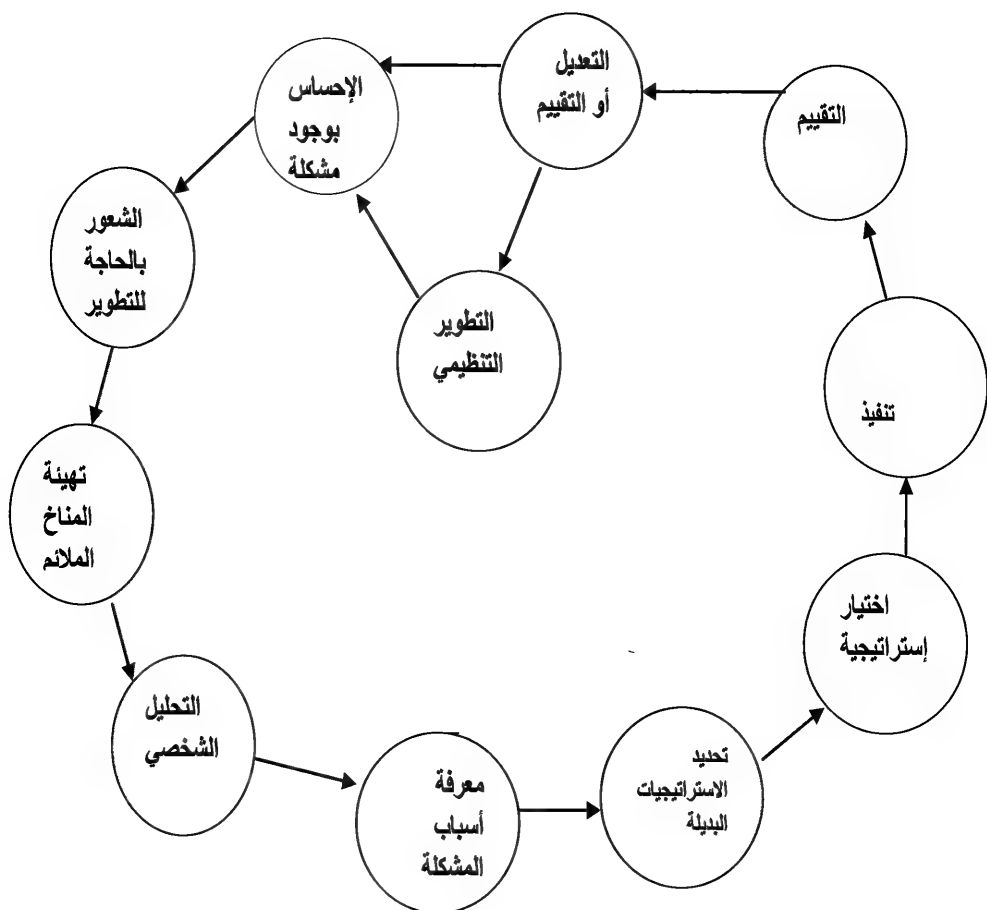 الإحساس
بوجود
مشكلة
الشعور
بالحاجة
للتطوير
تهيئة
المناخ
الملائم
التحليل
الشخصي
معرفة
أسباب
المشكلة
تحديد
الاستراتيجيات
البديلة
اختيار
إستراتيجية
تنفيذ
التقييم
التعديل
أو التقييم
التطوير
التنظيمي